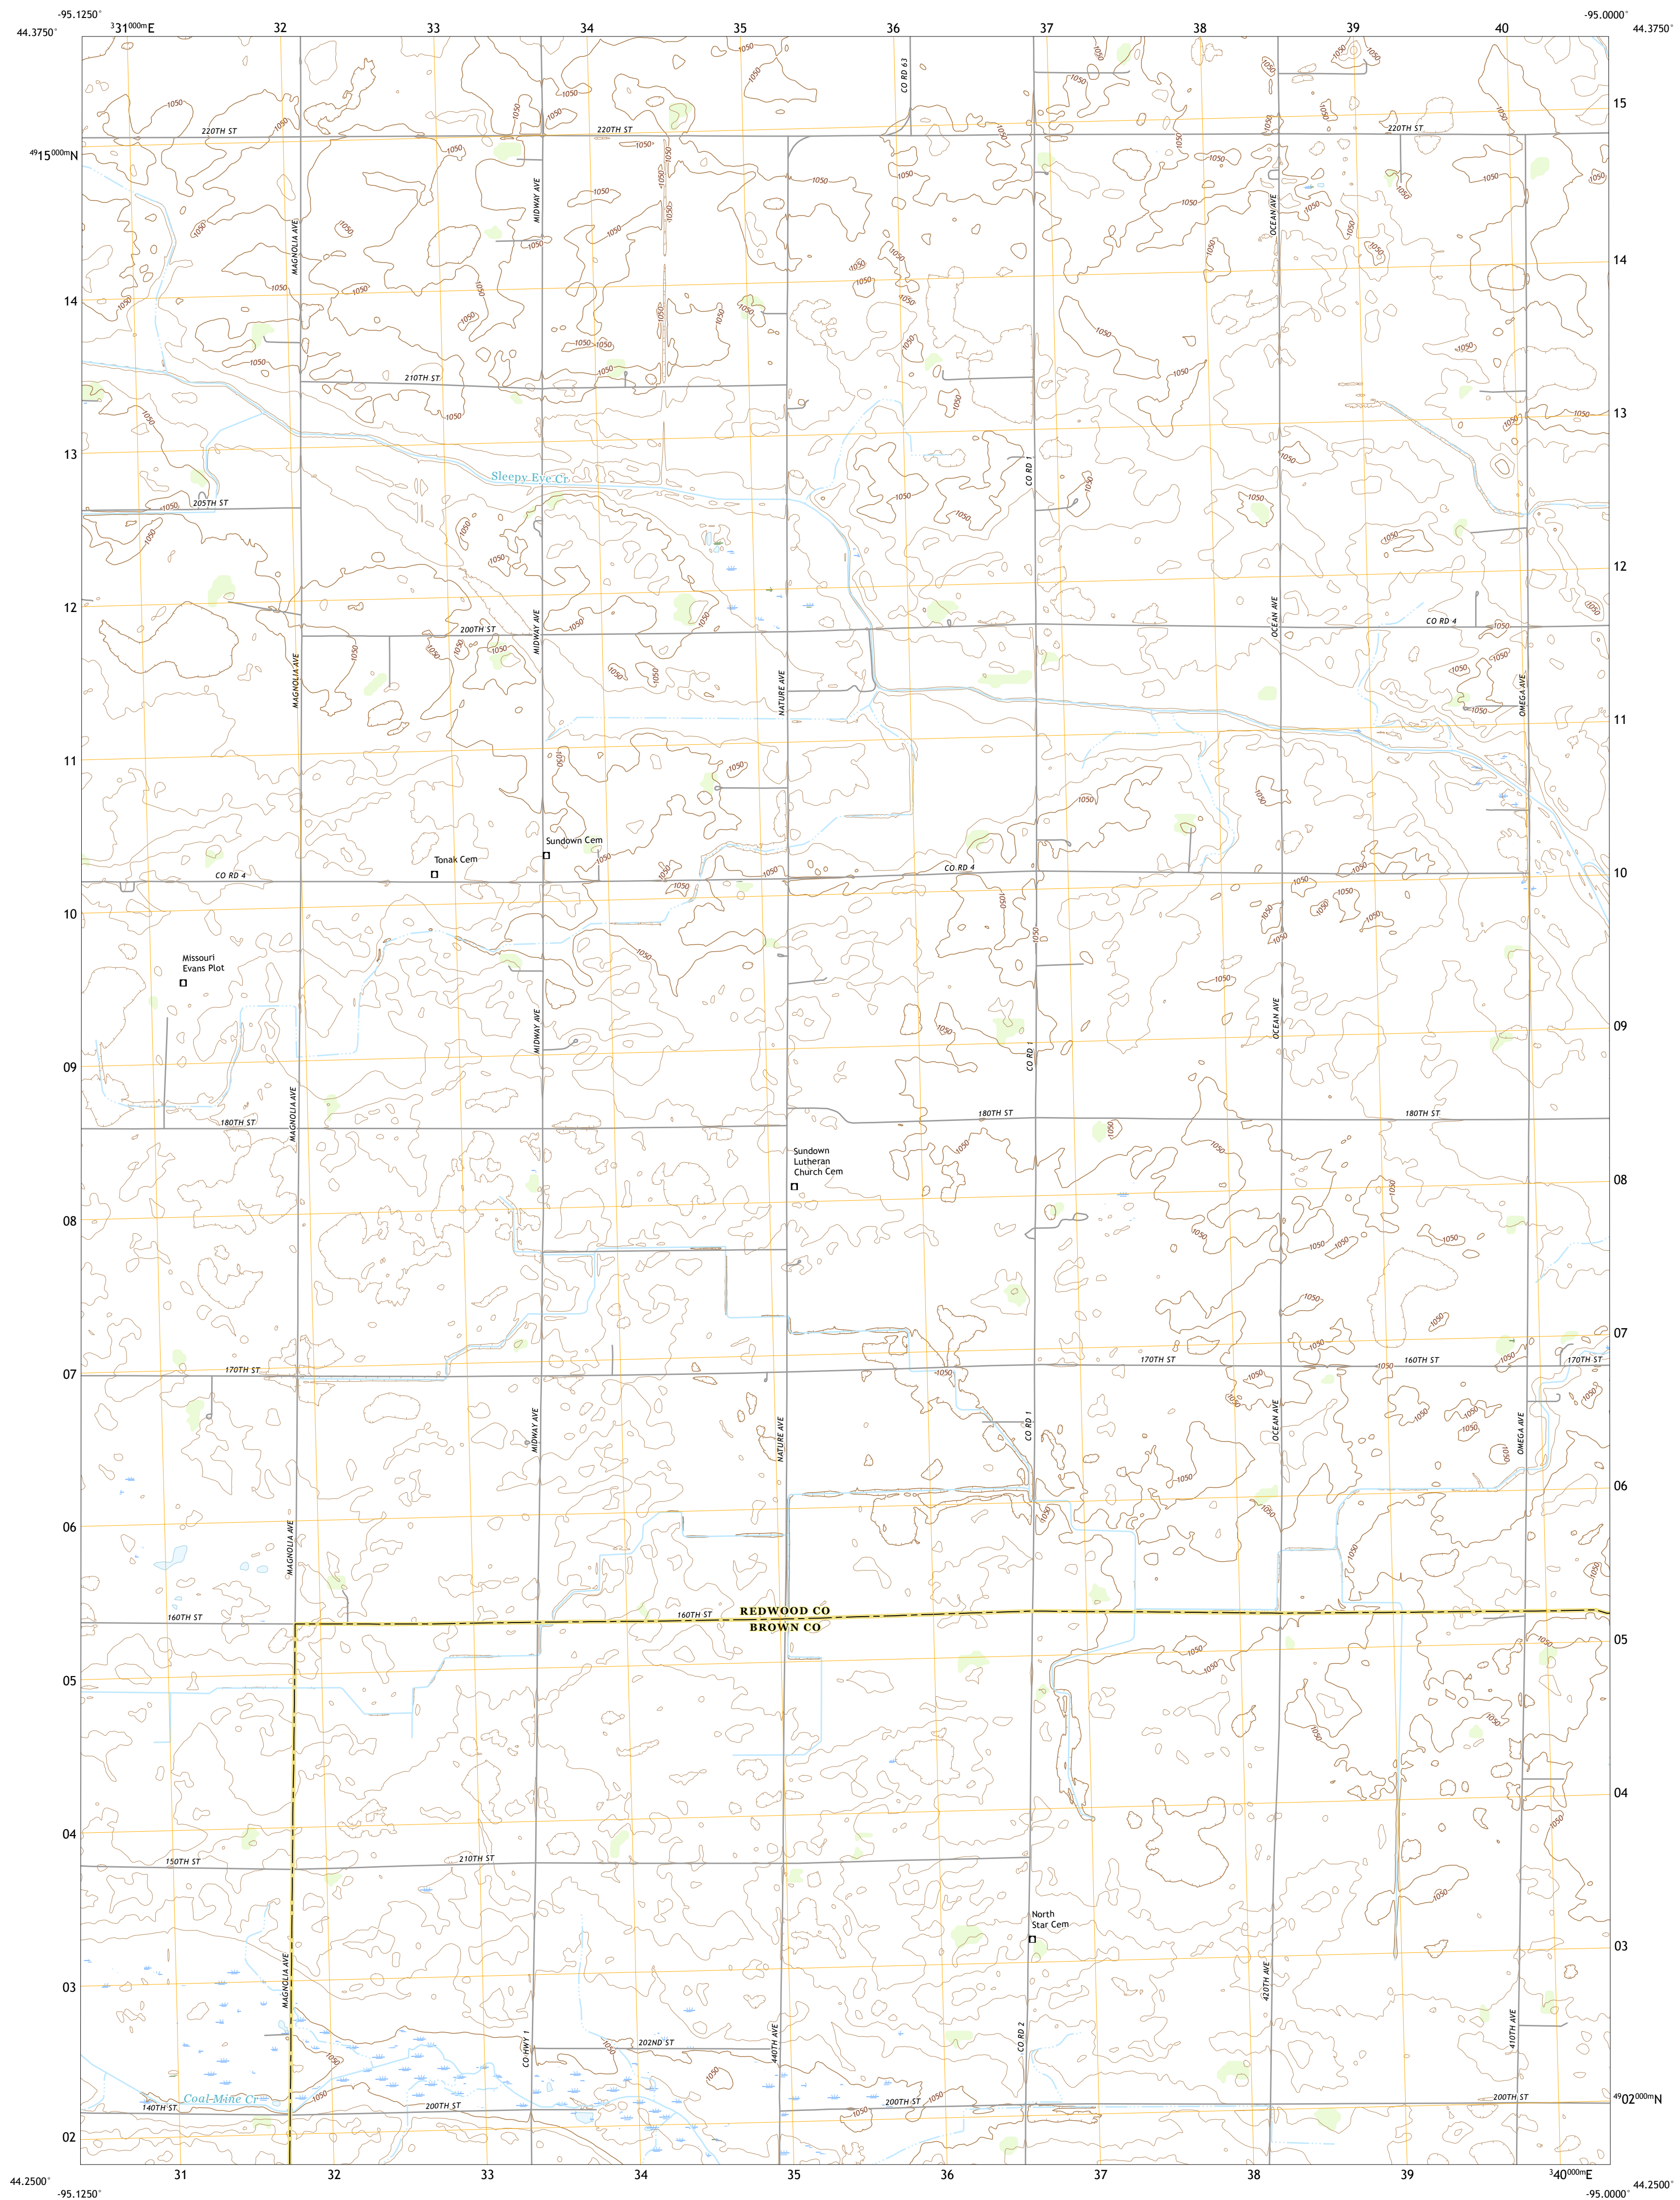 -95.1250°
-95.0000°
44.3750°
³31⁰⁰⁰ᵐE
32
33
34
35
36
37
38
39
40
44.3750°
CO RD 63
15
220TH ST
220TH ST
220TH ST
⁴⁹15⁰⁰⁰ᵐN
MAGNOLIA AVE
MIDWAY AVE
OCEAN AVE
14
14
210TH ST
13
13
Sleepy Eye Cr
CO RD 1
205TH ST
12
12
200TH ST
CO RD 4
MIDWAY AVE
OCEAN AVE
MAGNOLIA AVE
NATURE AVE
OMEGA AVE
11
11
Sundown Cem
Tonak Cem
CO RD 4
CO RD 4
10
10
Missouri
Evans Plot
MIDWAY AVE
CO RD 1
OCEAN AVE
09
09
MAGNOLIA AVE
180TH ST
180TH ST
180TH ST
Sundown
Lutheran
Church Cem
08
08
07
07
170TH ST
170TH ST
160TH ST
170TH ST
MIDWAY AVE
NATURE AVE
CO RD 1
OCEAN AVE
OMEGA AVE
06
06
MAGNOLIA AVE
160TH ST
160TH ST
REDWOOD CO
BROWN CO
05
05
04
04
150TH ST
210TH ST
North
Star Cem
03
03
MAGNOLIA AVE
420TH AVE
CO HWY 1
202ND ST
440TH AVE
CO RD 2
410TH AVE
Coal Mine Cr
140TH ST
200TH ST
200TH ST
200TH ST
⁴⁹02⁰⁰⁰ᵐN
02
31
32
33
34
35
36
37
38
39
³40⁰⁰⁰ᵐE
44.2500°
44.2500°
-95.1250°
-95.0000°
1050
1050
1050
1050
1050
1050
1050
1050
1050
1050